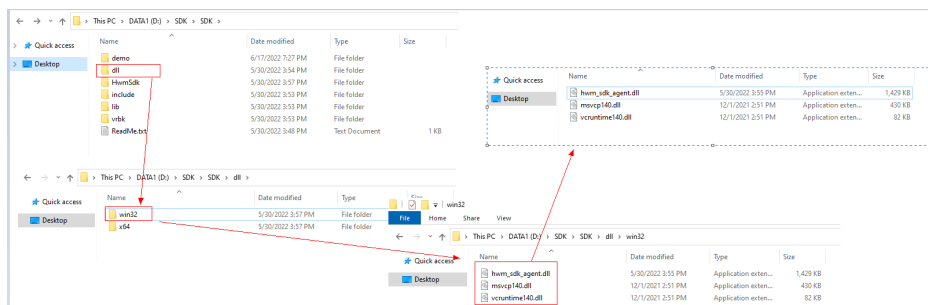 This PC > DATA1 (D:) > SDK > SDK >
Quick access
Desktop
Name Date modified Type Size
demo 6/17/2022 7:27 PM File folder
dll 5/30/2022 3:54 PM File folder
HwmSdk 5/30/2022 3:57 PM File folder
include 5/30/2022 3:53 PM File folder
lib 5/30/2022 3:53 PM File folder
vrbk 5/30/2022 3:53 PM File folder
ReadMe.txt 5/30/2022 3:48 PM Text Document 1 KB
Quick access
Desktop
Name Date modified Type Size
hwm_sdk_agent.dll 5/30/2022 3:55 PM Application exten... 1,429 KB
msvcp140.dll 12/1/2021 2:51 PM Application exten... 430 KB
vcruntime140.dll 12/1/2021 2:51 PM Application exten... 82 KB
This PC > DATA1 (D:) > SDK > SDK > dll >
Quick access
Desktop
Name Date modified Type
win32 5/30/2022 3:57 PM File folder
x64 5/30/2022 3:57 PM File folder
win32
File Home Share View
This PC > DATA1 (D:) > SDK > SDK > dll > win32
Quick access
Desktop
Name Date modified Type Size
hwm_sdk_agent.dll 5/30/2022 3:55 PM Application exten... 1,429 KB
msvcp140.dll 12/1/2021 2:51 PM Application exten... 430 KB
vcruntime140.dll 12/1/2021 2:51 PM Application exten... 82 KB